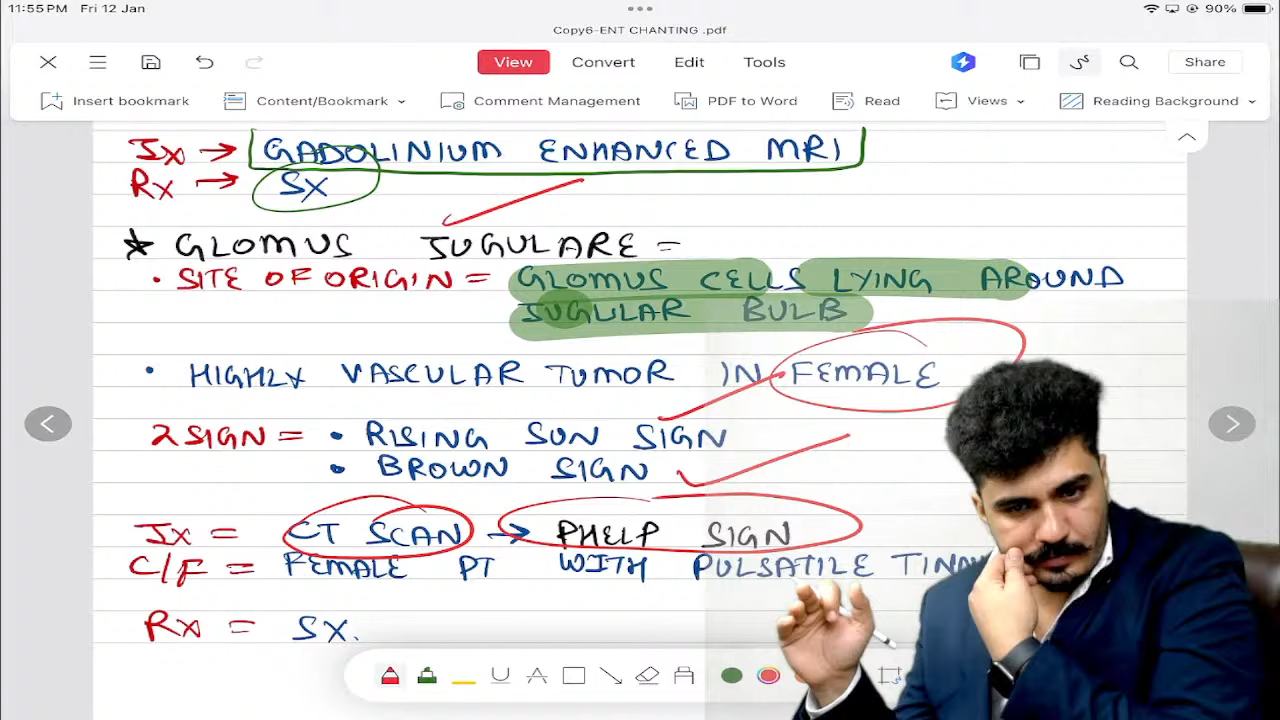 11:55PM Fri 12 Jan
90%
Copy6-ENT CHANTING .pdf
View Convert Edit Tools Share
Insert bookmark Content/Bookmark Comment Management PDF to Word Read Views Reading Background
Ix → GADOLINIUM ENHANCED MRI
Rx → SX
★ GLOMUS JUGULARE =
• SITE OF ORIGIN = GLOMUS CELLS LYING AROUND
JUGULAR BULB
• HIGHLY VASCULAR TUMOR IN FEMALE
2 SIGN = • RISING SUN SIGN
• BROWN SIGN
Ix = CT SCAN → PHELP SIGN
C/F = FEMALE PT WITH PULSATILE
Rx = SX.